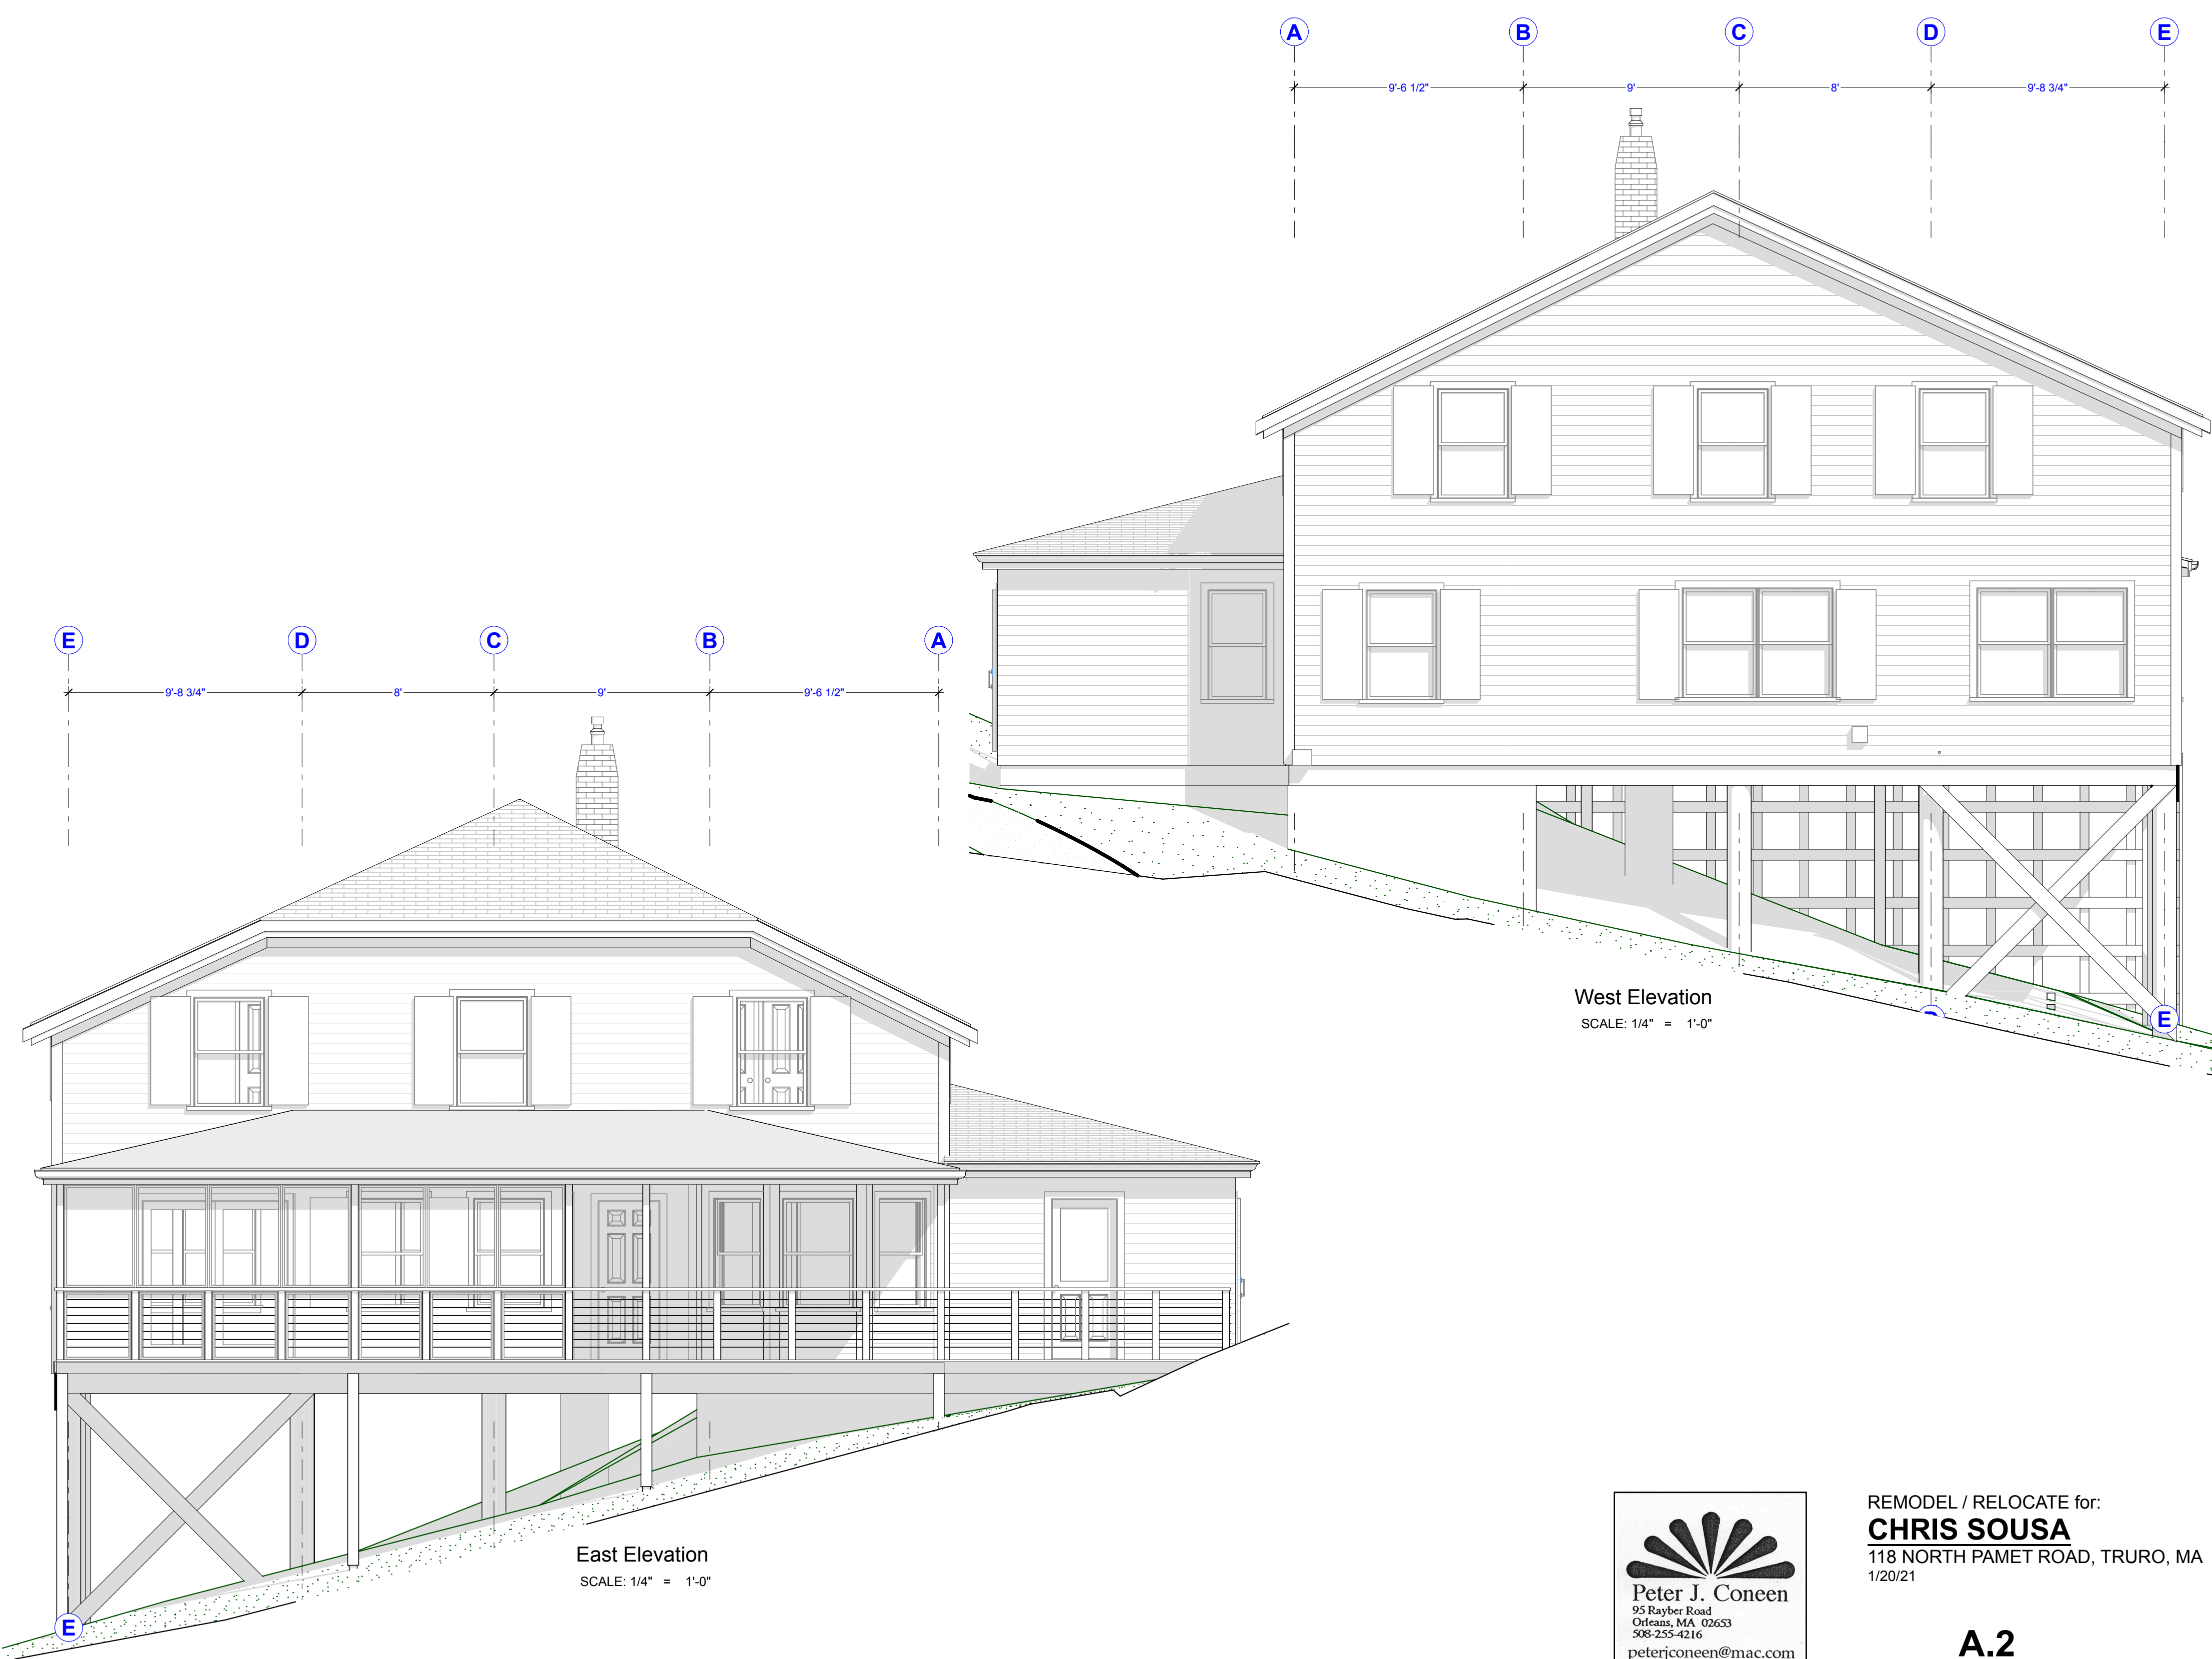 A B C D E
9'-6 1/2" 9' 8' 9'-8 3/4"
E D C B A
9'-8 3/4" 8' 9' 9'-6 1/2"
West Elevation
SCALE: 1/4" = 1'-0"
E
East Elevation
SCALE: 1/4" = 1'-0"
E
Peter J. Coneen
95 Rayber Road
Orleans, MA 02653
508-255-4216
peterjconeen@mac.com
REMODEL / RELOCATE for:
CHRIS SOUSA
118 NORTH PAMET ROAD, TRURO, MA
1/20/21
A.2